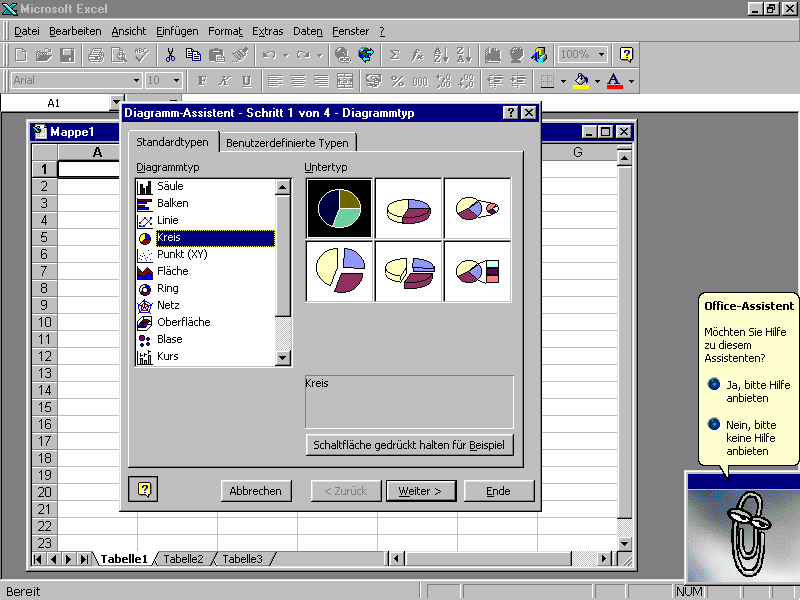 Microsoft Excel
Datei Bearbeiten Ansicht Einfügen Format Extras Daten Fenster ?
100%
Arial 10 F K U % 000
A1
Diagramm-Assistent - Schritt 1 von 4 - Diagrammtyp
Mappe1
Standardtypen Benutzerdefinierte Typen
A G
Diagrammtyp Untertyp
Säule
Balken
Linie
Kreis
Punkt (XY)
Fläche
Ring
Netz
Oberfläche
Blase
Kurs
1
2
3
4
5
6
7
8
9
10
11
12
13
14
15
16
17
18
19
20
21
22
23
Kreis
Schaltfläche gedrückt halten für Beispiel
Abbrechen < Zurück Weiter > Ende
Office-Assistent
Möchten Sie Hilfe
zu diesem
Assistenten?
Ja, bitte Hilfe
anbieten
Nein, bitte
keine Hilfe
anbieten
Tabelle1 Tabelle2 Tabelle3
Bereit NUM